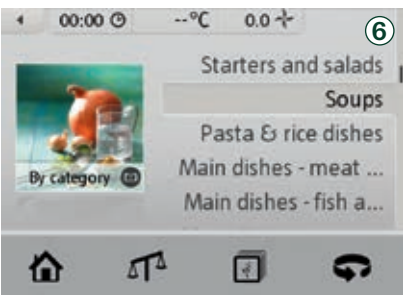 00:00 --°C 0.0
6
Starters and salads
Soups
Pasta & rice dishes
Main dishes - meat ...
Main dishes - fish a...
By category